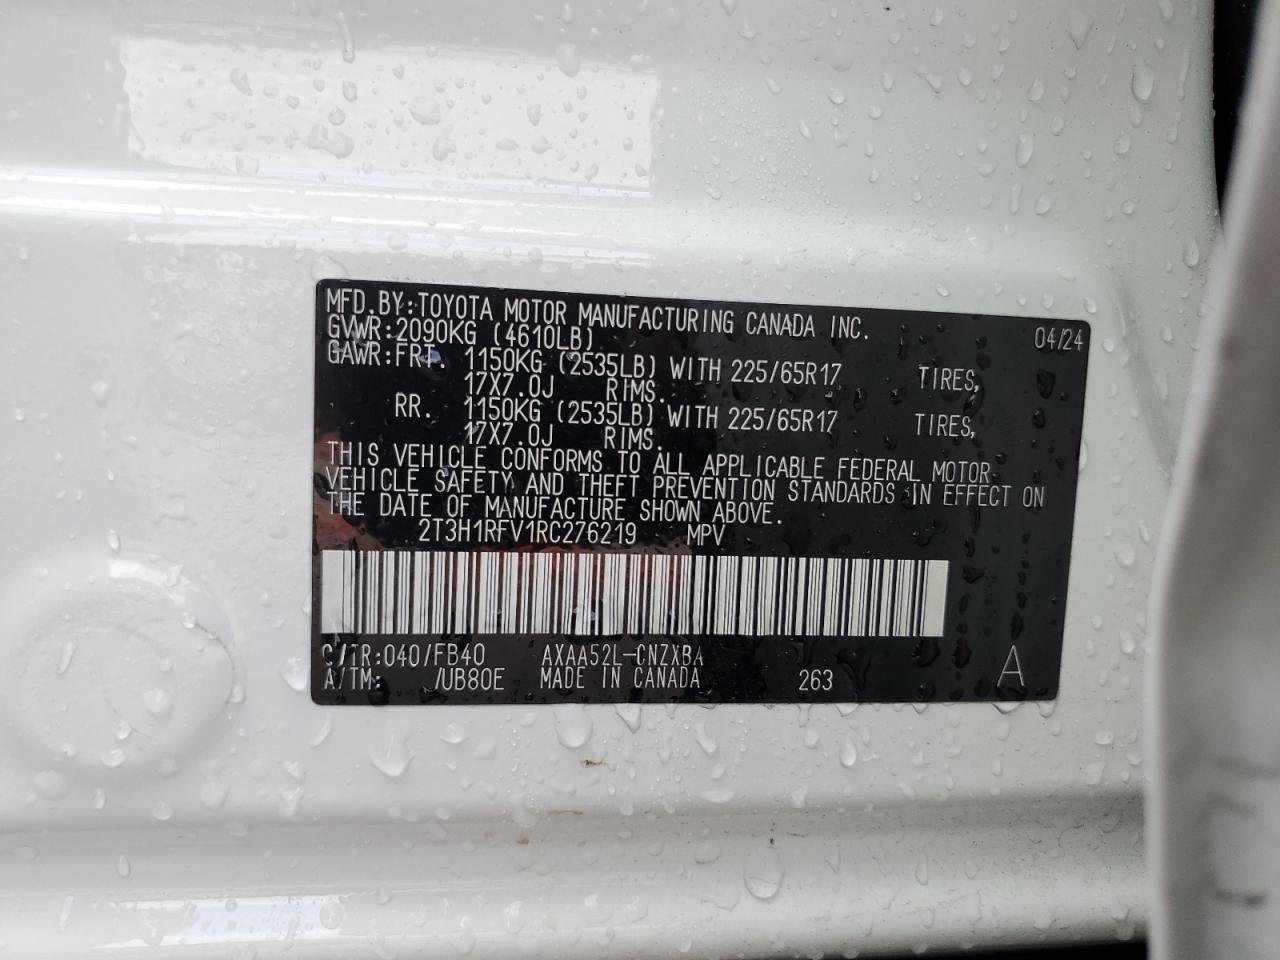 MFD.BY:TOYOTA MOTOR MANUFACTURING CANADA INC. 04/24
GVWR:2090KG (4610LB)
GAWR:FRT. 1150KG (2535LB) WITH 225/65R17 TIRES,
17X7.0J RIMS.
RR. 1150KG (2535LB) WITH 225/65R17 TIRES,
17X7.0J RIMS.
THIS VEHICLE CONFORMS TO ALL APPLICABLE FEDERAL MOTOR
VEHICLE SAFETY AND THEFT PREVENTION STANDARDS IN EFFECT ON
THE DATE OF MANUFACTURE SHOWN ABOVE.
2T3H1RFV1RC276219 MPV
C/TR:040/FB40 AXAA52L-CNZXBA
A/TM: /UB80E MADE IN CANADA 263 A